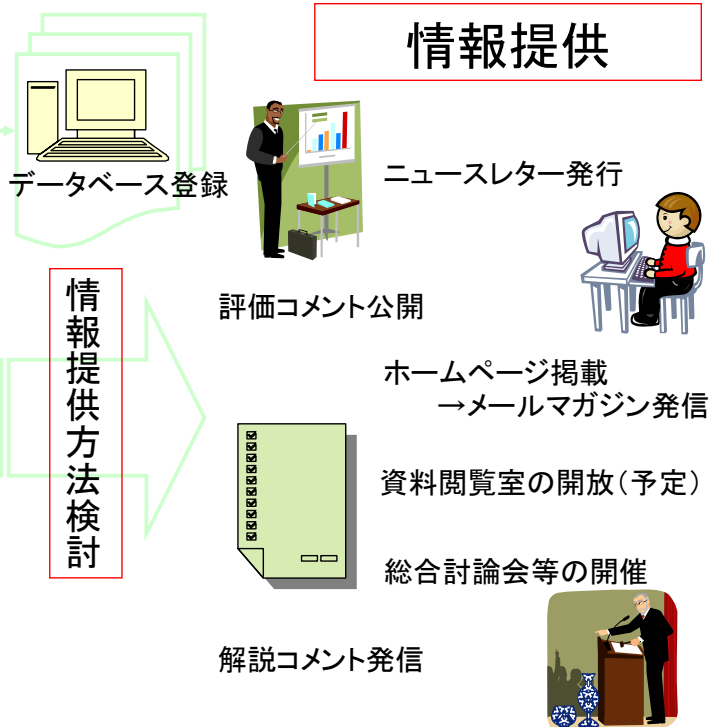 情報提供
データベース登録
ニュースレター発行
評価コメント公開
情報提供方法検討
ホームページ掲載
→メールマガジン発信
資料閲覧室の開放(予定)
総合討論会等の開催
解説コメント発信